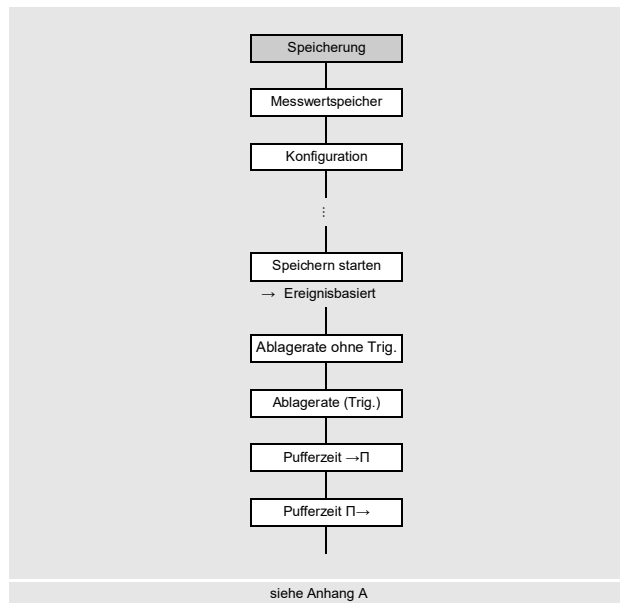 Speicherung
Messwertspeicher
Konfiguration
⋮
Speichern starten
→ Ereignisbasiert
Ablagerate ohne Trig.
Ablagerate (Trig.)
Pufferzeit →Π
Pufferzeit Π→
siehe Anhang A